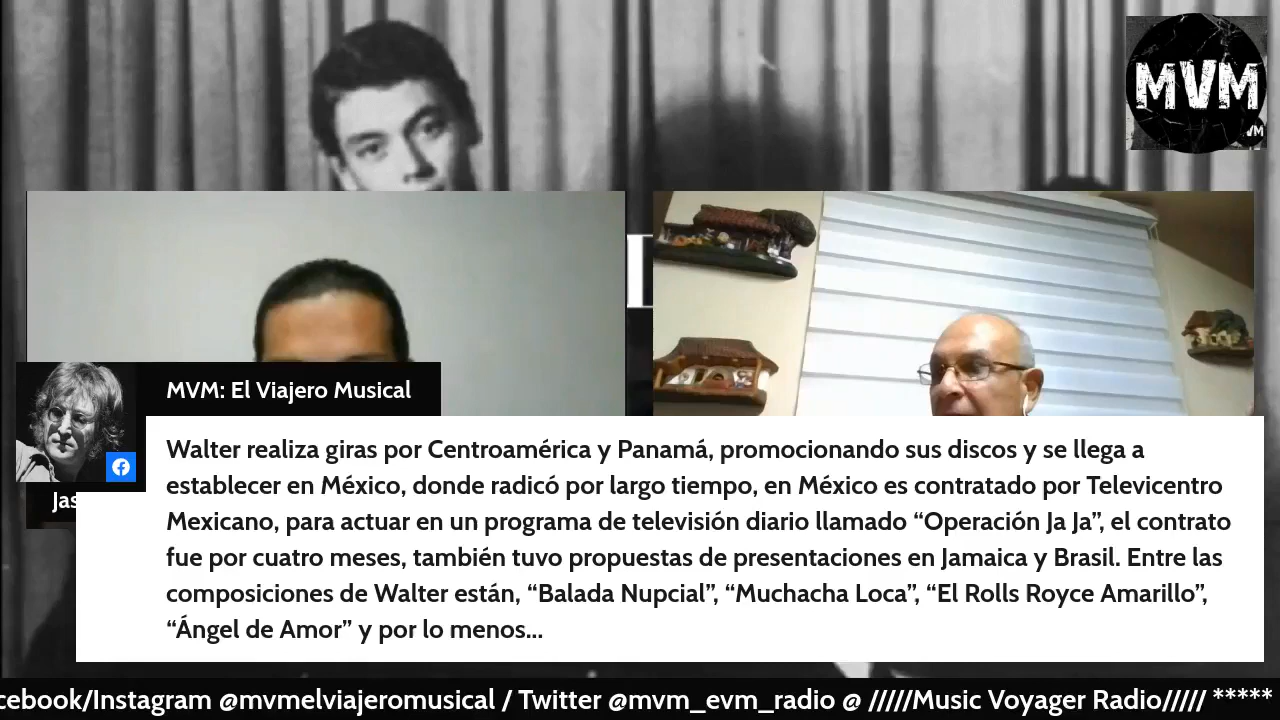 MVM
VM
MVM: El Viajero Musical
Walter realiza giras por Centroamérica y Panamá, promocionando sus discos y se llega a
establecer en México, donde radicó por largo tiempo, en México es contratado por Televicentro
Mexicano, para actuar en un programa de televisión diario llamado “Operación Ja Ja”, el contrato
fue por cuatro meses, también tuvo propuestas de presentaciones en Jamaica y Brasil. Entre las
composiciones de Walter están, “Balada Nupcial”, “Muchacha Loca”, “El Rolls Royce Amarillo”,
“Ángel de Amor” y por lo menos...
Jas
cebook/Instagram @mvmelviajeromusical / Twitter @mvm_evm_radio @ /////Music Voyager Radio///// *****